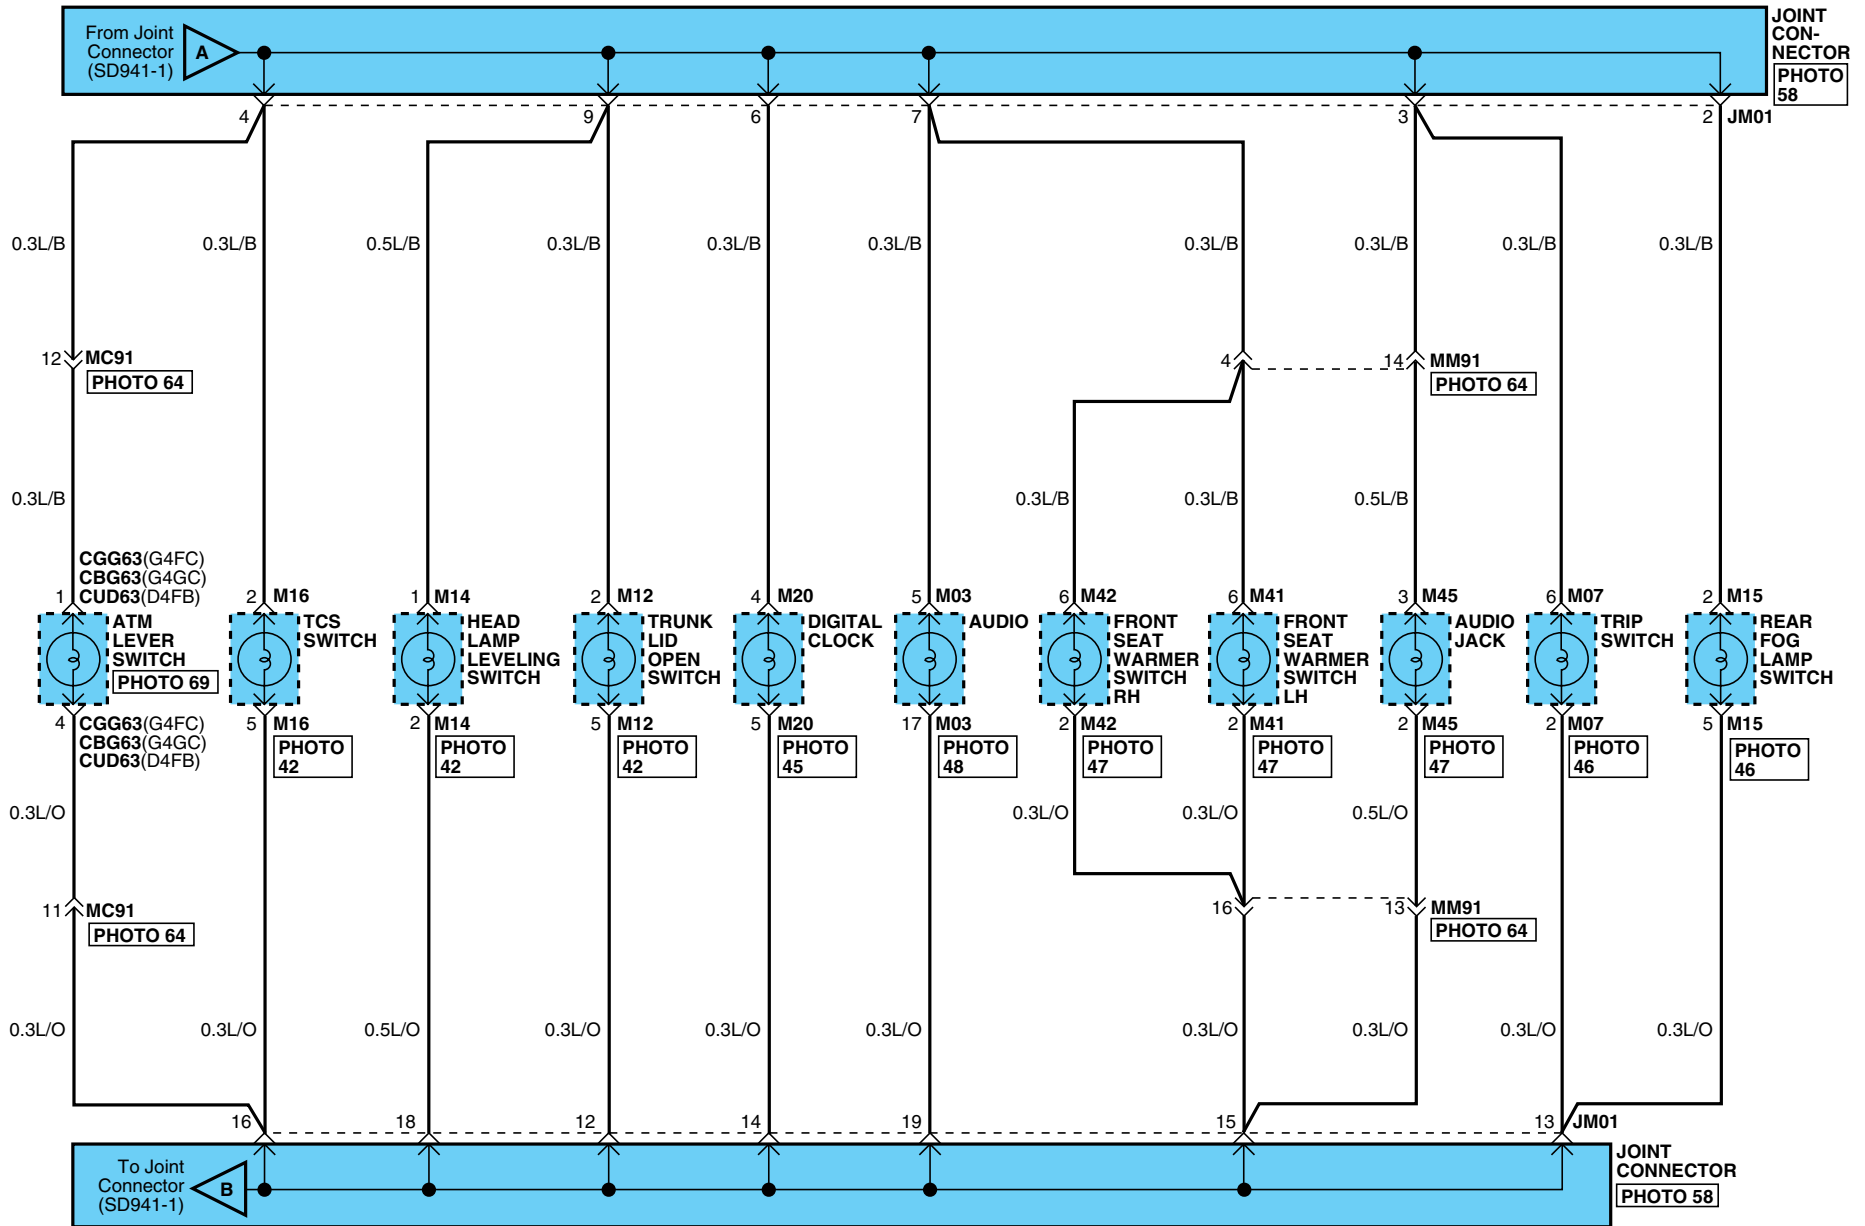 From Joint
Connector
(SD941-1)
A
JOINT
CON-
NECTOR
PHOTO
58
4
9
6
7
3
2
JM01
0.3L/B
0.3L/B
0.5L/B
0.3L/B
0.3L/B
0.3L/B
0.3L/B
0.3L/B
0.3L/B
0.3L/B
12
MC91
PHOTO 64
4
14
MM91
PHOTO 64
0.3L/B
0.3L/B
0.3L/B
0.5L/B
CGG63(G4FC)
CBG63(G4GC)
CUD63(D4FB)
1
2
M16
1
M14
2
M12
4
M20
5
M03
6
M42
6
M41
3
M45
6
M07
2
M15
ATM
LEVER
SWITCH
PHOTO 69
TCS
SWITCH
HEAD
LAMP
LEVELING
SWITCH
TRUNK
LID
OPEN
SWITCH
DIGITAL
CLOCK
AUDIO
FRONT
SEAT
WARMER
SWITCH
RH
FRONT
SEAT
WARMER
SWITCH
LH
AUDIO
JACK
TRIP
SWITCH
REAR
FOG
LAMP
SWITCH
4
CGG63(G4FC)
CBG63(G4GC)
CUD63(D4FB)
5
M16
PHOTO
42
2
M14
PHOTO
42
5
M12
PHOTO
42
5
M20
PHOTO
45
17
M03
PHOTO
48
2
M42
PHOTO
47
2
M41
PHOTO
47
2
M45
PHOTO
47
2
M07
PHOTO
46
5
M15
PHOTO
46
0.3L/O
0.3L/O
0.3L/O
0.5L/O
11
MC91
PHOTO 64
16
13
MM91
PHOTO 64
0.3L/O
0.3L/O
0.5L/O
0.3L/O
0.3L/O
0.3L/O
0.3L/O
0.3L/O
0.3L/O
0.3L/O
16
18
12
14
19
15
13
JM01
To Joint
Connector
(SD941-1)
B
JOINT
CONNECTOR
PHOTO 58